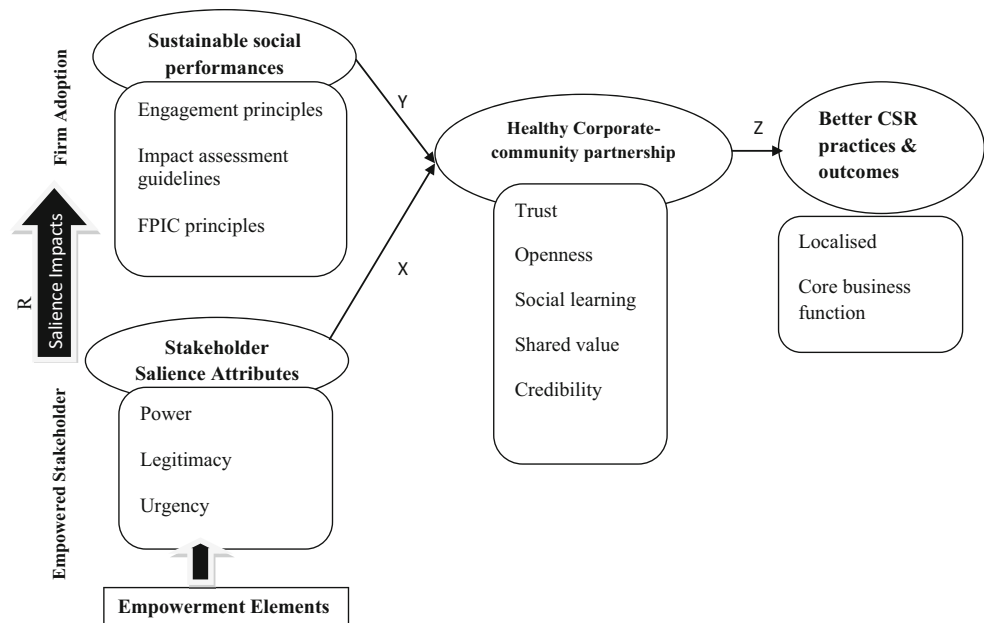 Firm Adoption
Sustainable social
performances
Engagement principles
Impact assessment
guidelines
FPIC principles
R
Salience Impacts
Y
X
Healthy Corporate-
community partnership
Trust
Openness
Social learning
Shared value
Credibility
Z
Better CSR
practices &
outcomes
Localised
Core business
function
Empowered Stakeholder
Stakeholder
Salience Attributes
Power
Legitimacy
Urgency
Empowerment Elements